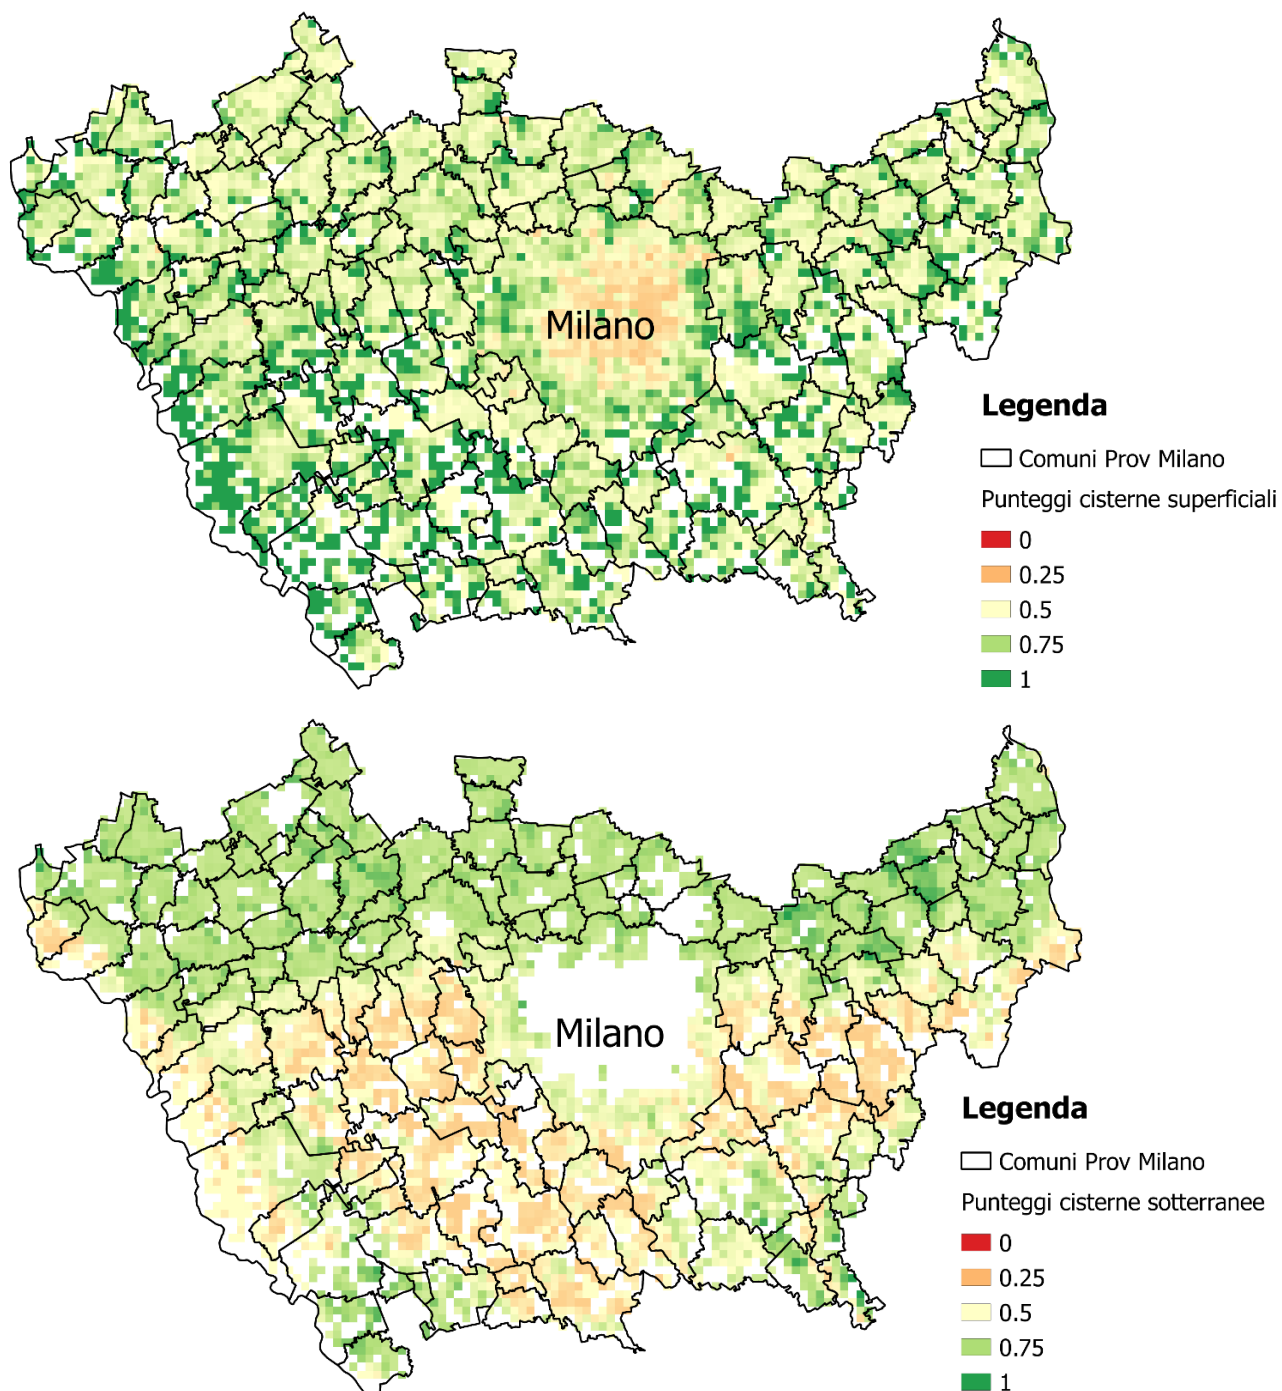 Milano
Legenda
Comuni Prov Milano
Punteggi cisterne superficiali
0
0.25
0.5
0.75
1
Milano
Legenda
Comuni Prov Milano
Punteggi cisterne sotterranee
0
0.25
0.5
0.75
1